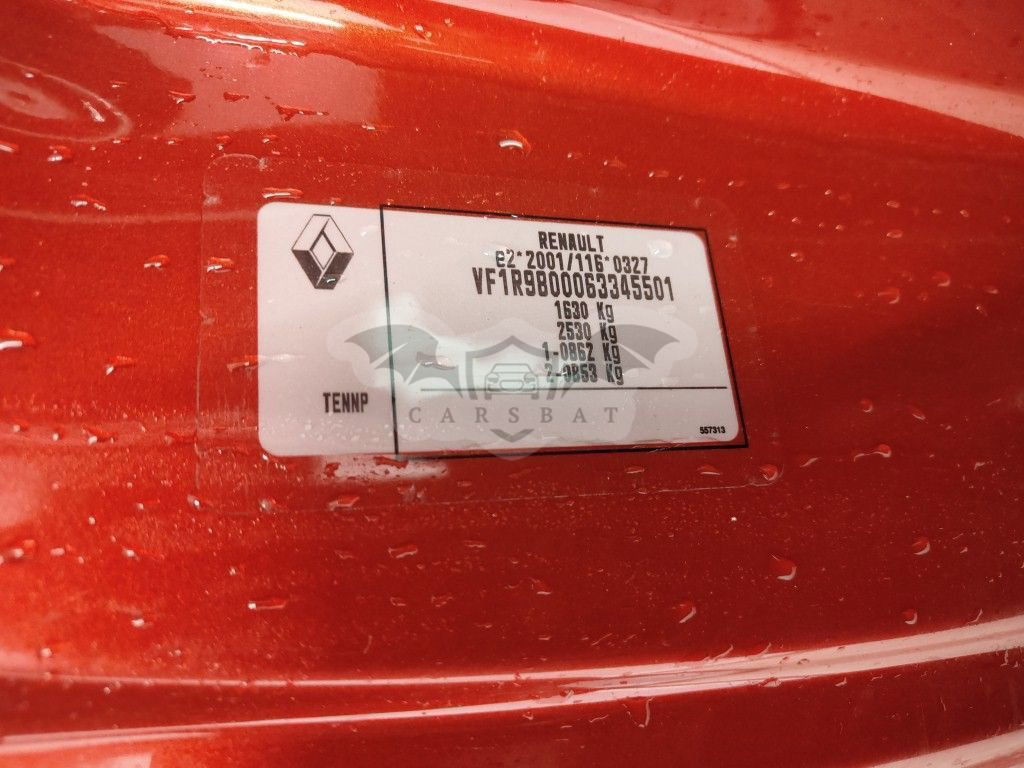 RENAULT
e2*2001/116*0327
VF1R9800063345501
1630 Kg
2530 Kg
1-0862 Kg
2-0853 Kg
TENNP
CARSBAT
557313